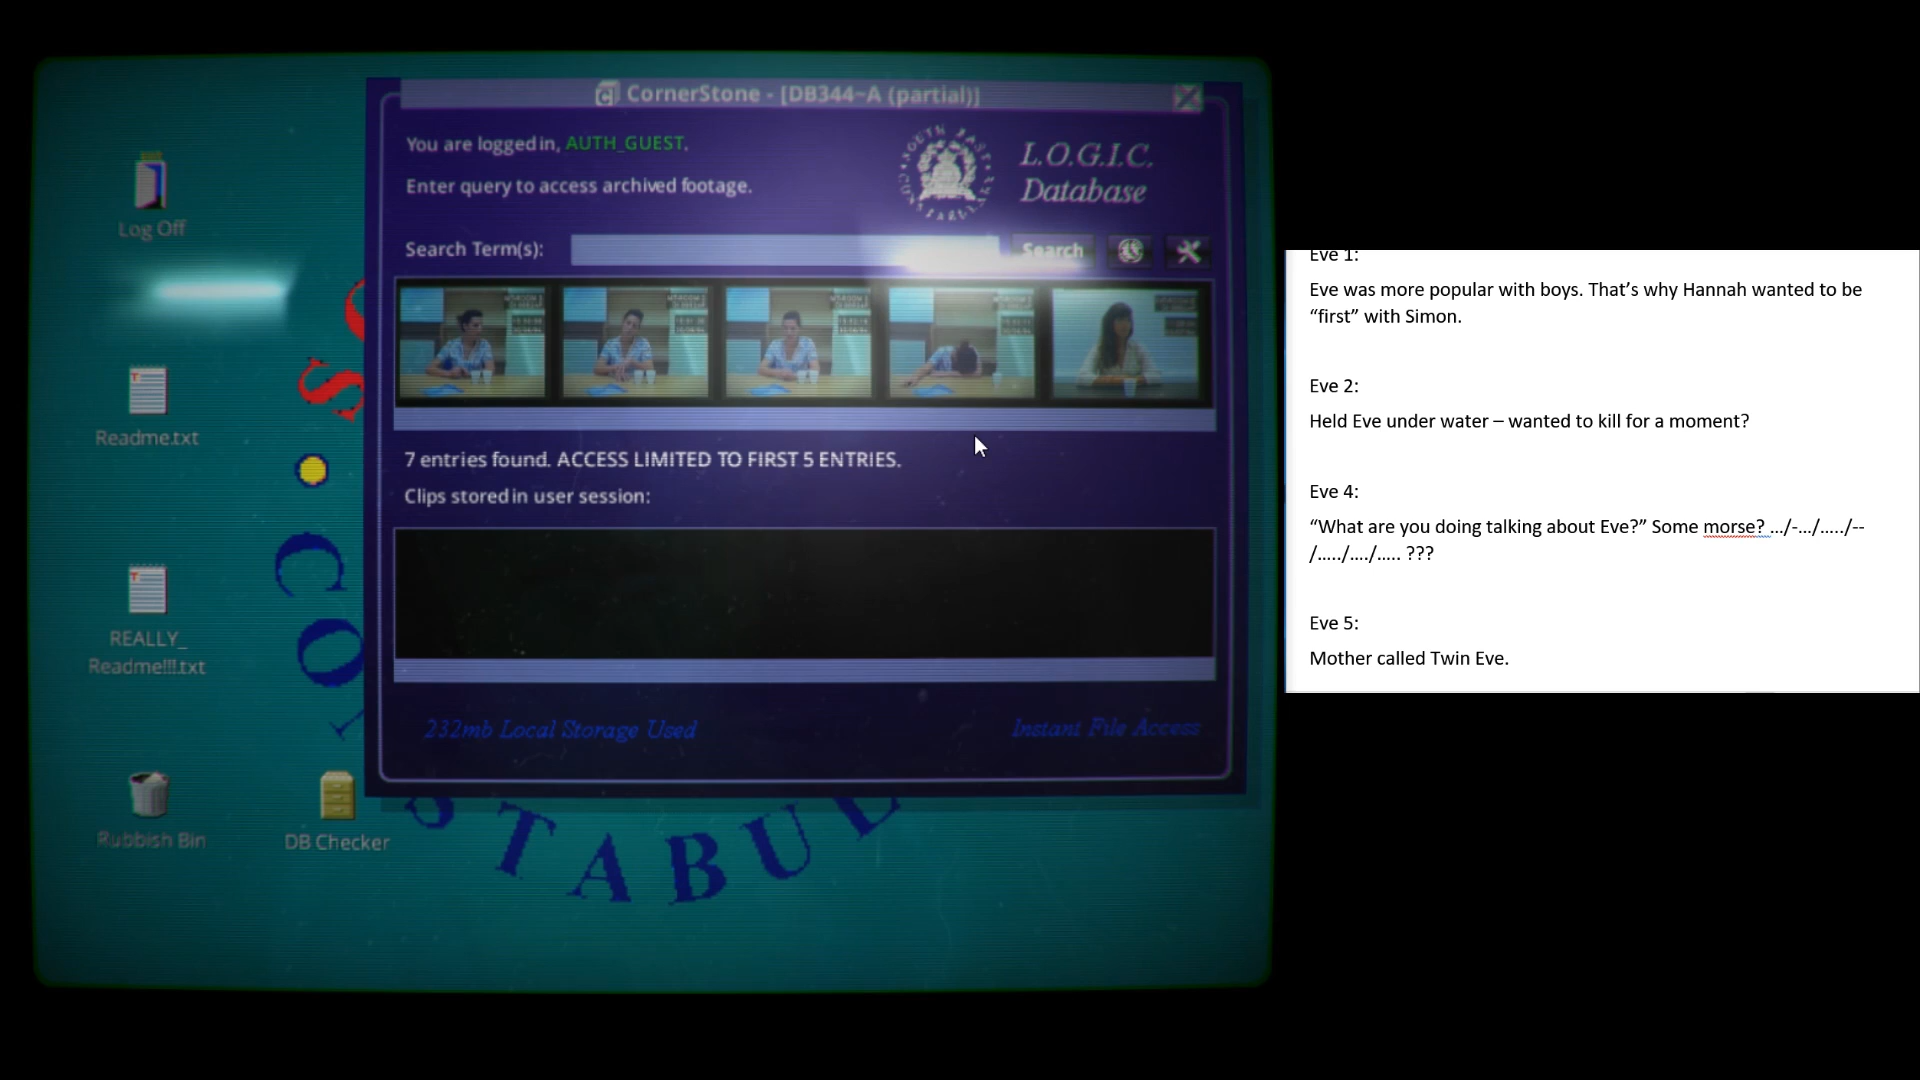 CornerStone - [DB344~A (partial)]
You are logged in, AUTH_GUEST.
Enter query to access archived footage.
L.O.G.I.C.
Database
Search Term(s):
Search
7 entries found. ACCESS LIMITED TO FIRST 5 ENTRIES.
Clips stored in user session:
232mb Local Storage Used
Instant File Access
Log Off
Readme.txt
REALLY_
Readme!!!.txt
Rubbish Bin
DB Checker
S
S
C
O
S T A B U L
Eve 1:
Eve was more popular with boys. That’s why Hannah wanted to be
“first” with Simon.
Eve 2:
Held Eve under water – wanted to kill for a moment?
Eve 4:
“What are you doing talking about Eve?” Some morse? .../-.../...../--
/...../..../..... ???
Eve 5:
Mother called Twin Eve.